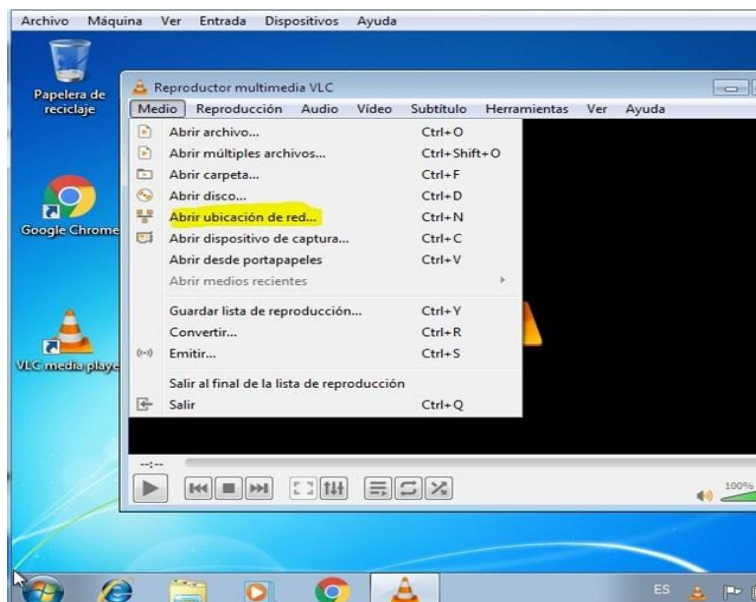 Archivo Máquina Ver Entrada Dispositivos Ayuda
Papelera de
reciclaje
Google Chrome
VLC media playe
Reproductor multimedia VLC
Medio Reproducción Audio Vídeo Subtítulo Herramientas Ver Ayuda
Abrir archivo... Ctrl+O
Abrir múltiples archivos... Ctrl+Shift+O
Abrir carpeta... Ctrl+F
Abrir disco... Ctrl+D
Abrir ubicación de red... Ctrl+N
Abrir dispositivo de captura... Ctrl+C
Abrir desde portapapeles Ctrl+V
Abrir medios recientes
Guardar lista de reproducción... Ctrl+Y
Convertir... Ctrl+R
Emitir... Ctrl+S
Salir al final de la lista de reproducción
Salir Ctrl+Q
--:--
100%
ES